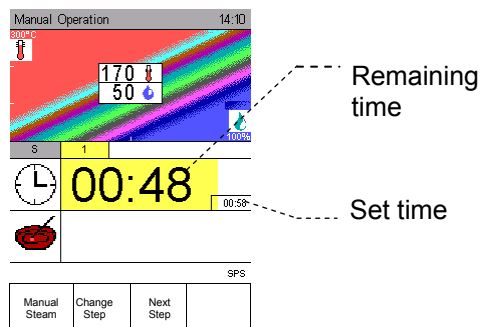 Manual Operation 14:10
300°C
170
50
100%
S 1
00:48
00:58
SPS
Manual Steam
Change Step
Next Step
Remaining time
Set time